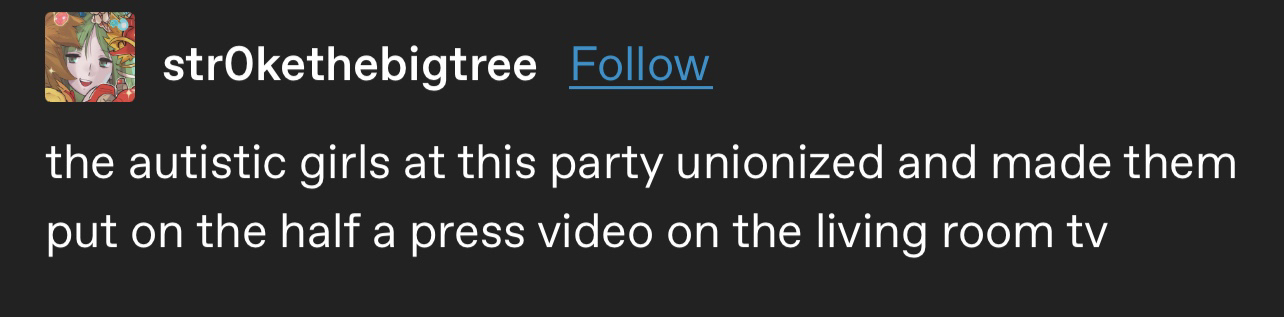 str0kethebigtree Follow
the autistic girls at this party unionized and made them
put on the half a press video on the living room tv